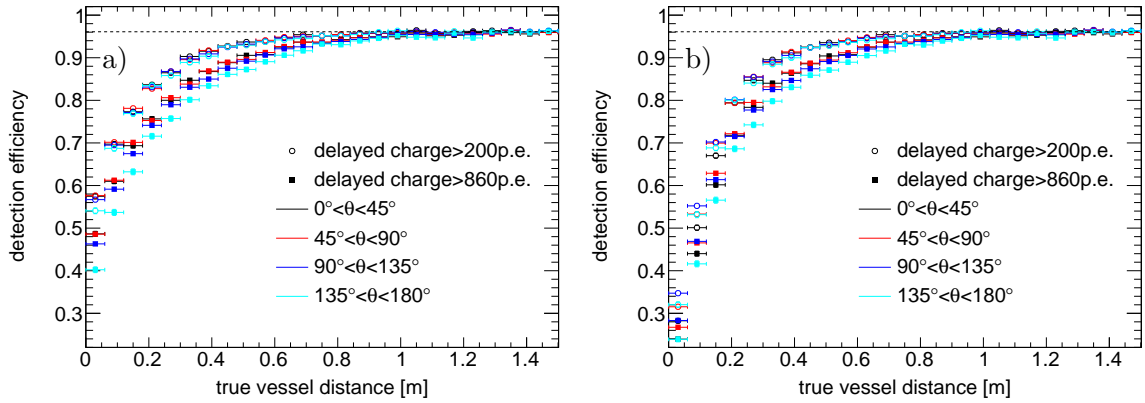 a)
detection efficiency
1
0.9
0.8
0.7
0.6
0.5
0.4
0.3
delayed charge>200p.e.
delayed charge>860p.e.
0°<θ<45°
45°<θ<90°
90°<θ<135°
135°<θ<180°
0 0.2 0.4 0.6 0.8 1 1.2 1.4
true vessel distance [m]
b)
detection efficiency
1
0.9
0.8
0.7
0.6
0.5
0.4
0.3
delayed charge>200p.e.
delayed charge>860p.e.
0°<θ<45°
45°<θ<90°
90°<θ<135°
135°<θ<180°
0 0.2 0.4 0.6 0.8 1 1.2 1.4
true vessel distance [m]